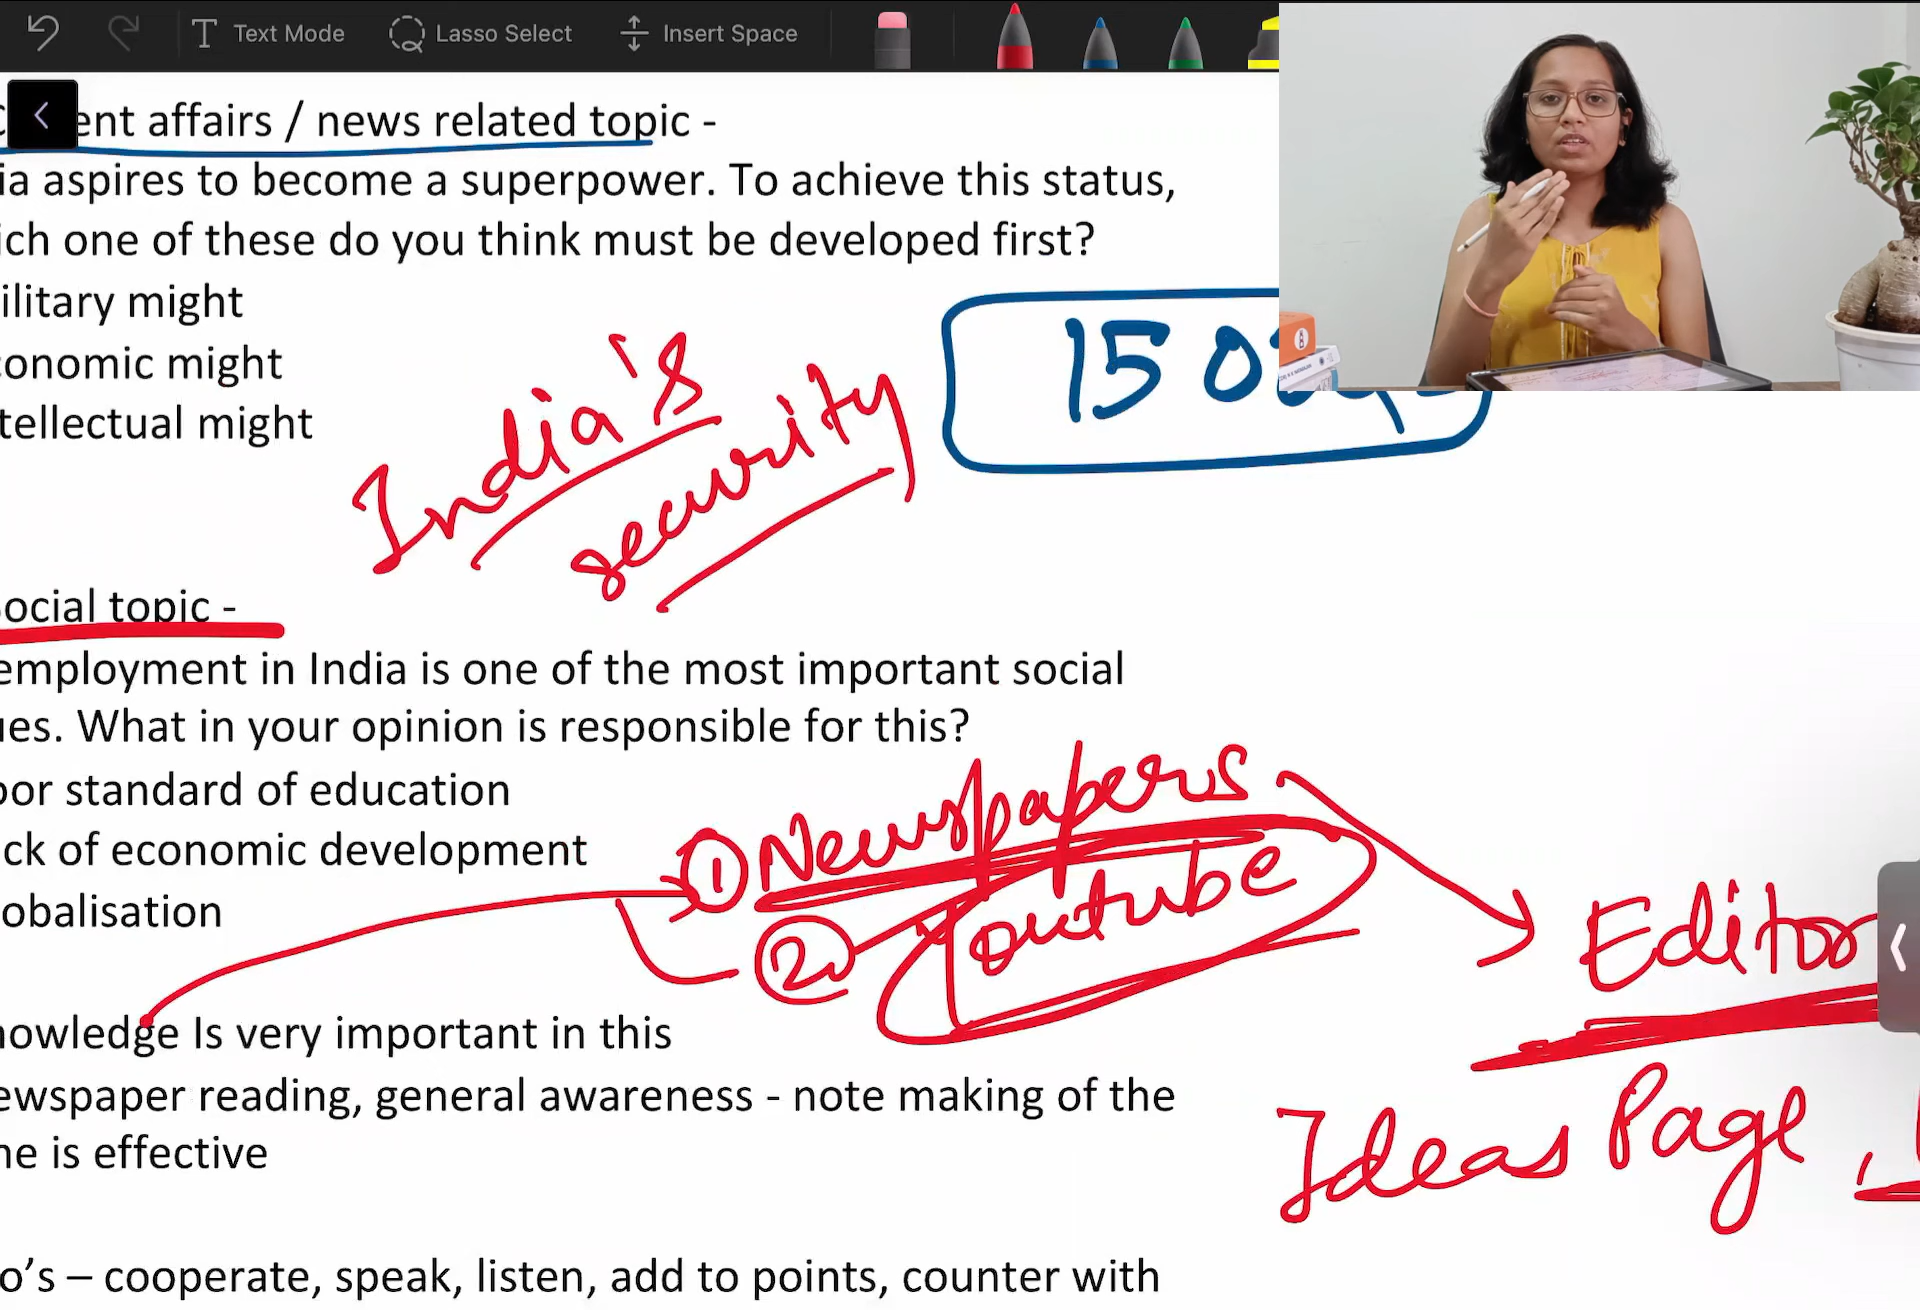 Text Mode Lasso Select Insert Space
ent affairs / news related topic -
ia aspires to become a superpower. To achieve this status,
ich one of these do you think must be developed first?
ilitary might
conomic might
tellectual might
India's
security
15 0
ocial topic -
employment in India is one of the most important social
ues. What in your opinion is responsible for this?
oor standard of education
ck of economic development
obalisation
① Newspapers
② Youtube
Editor
Ideas Page,
nowledge Is very important in this
ewspaper reading, general awareness - note making of the
me is effective
o's – cooperate, speak, listen, add to points, counter with